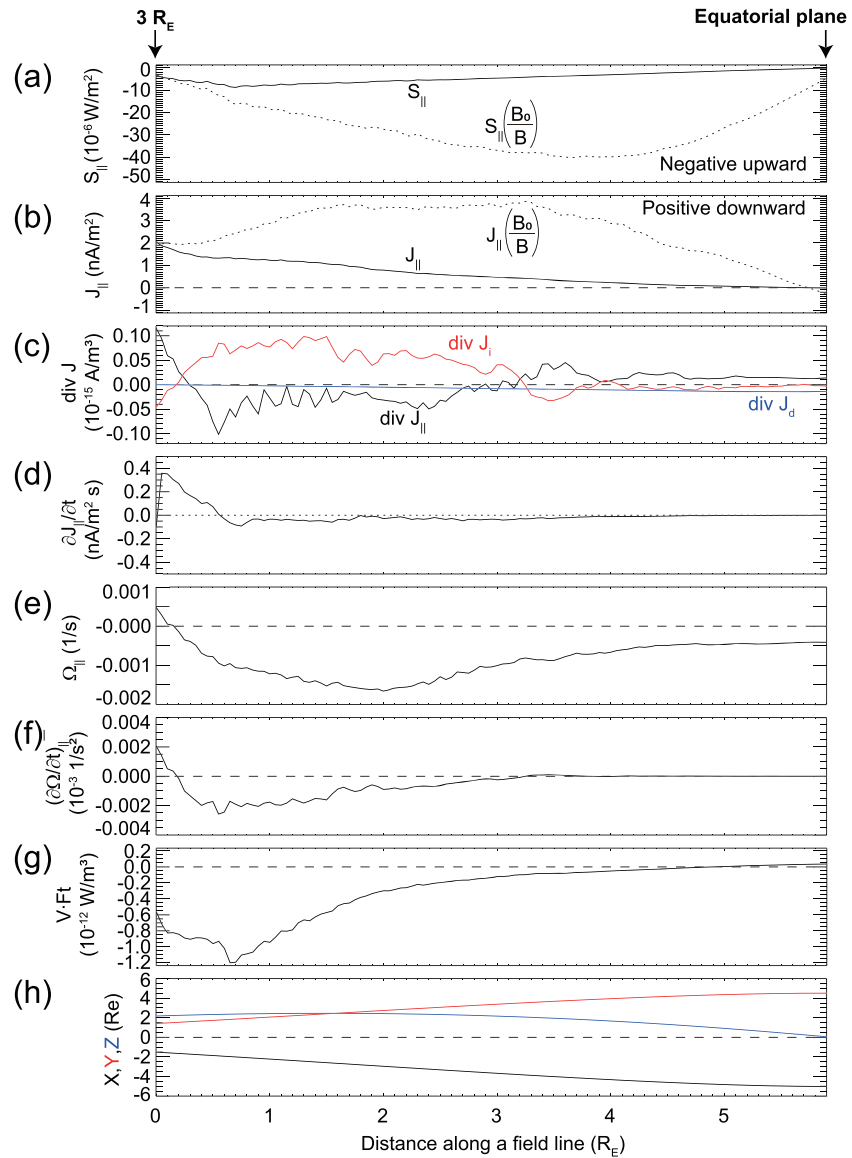 3 R_E Equatorial plane
(a)
S_|| (10⁻⁶ W/m²)
0
-10
-20
-30
-40
-50
S_||
S_||(B₀/B)
Negative upward
(b)
J_|| (nA/m²)
4
3
2
1
0
-1
Positive downward
J_||(B₀/B)
J_||
(c)
div J
(10⁻¹⁵ A/m³)
0.10
0.05
0.00
-0.05
-0.10
div J_i
div J_||
div J_d
(d)
∂J_||/∂t
(nA/m² s)
0.4
0.2
0.0
-0.2
-0.4
(e)
Ω_|| (1/s)
0.001
-0.000
-0.001
-0.002
(f)
(∂Ω/∂t)_||
(10⁻³ 1/s²)
0.004
0.002
0.000
-0.002
-0.004
(g)
V·Ft
(10⁻¹² W/m³)
0.2
0.0
-0.2
-0.4
-0.6
-0.8
-1.0
-1.2
(h)
X,Y,Z (Re)
6
4
2
0
-2
-4
-6
0 1 2 3 4 5
Distance along a field line (R_E)